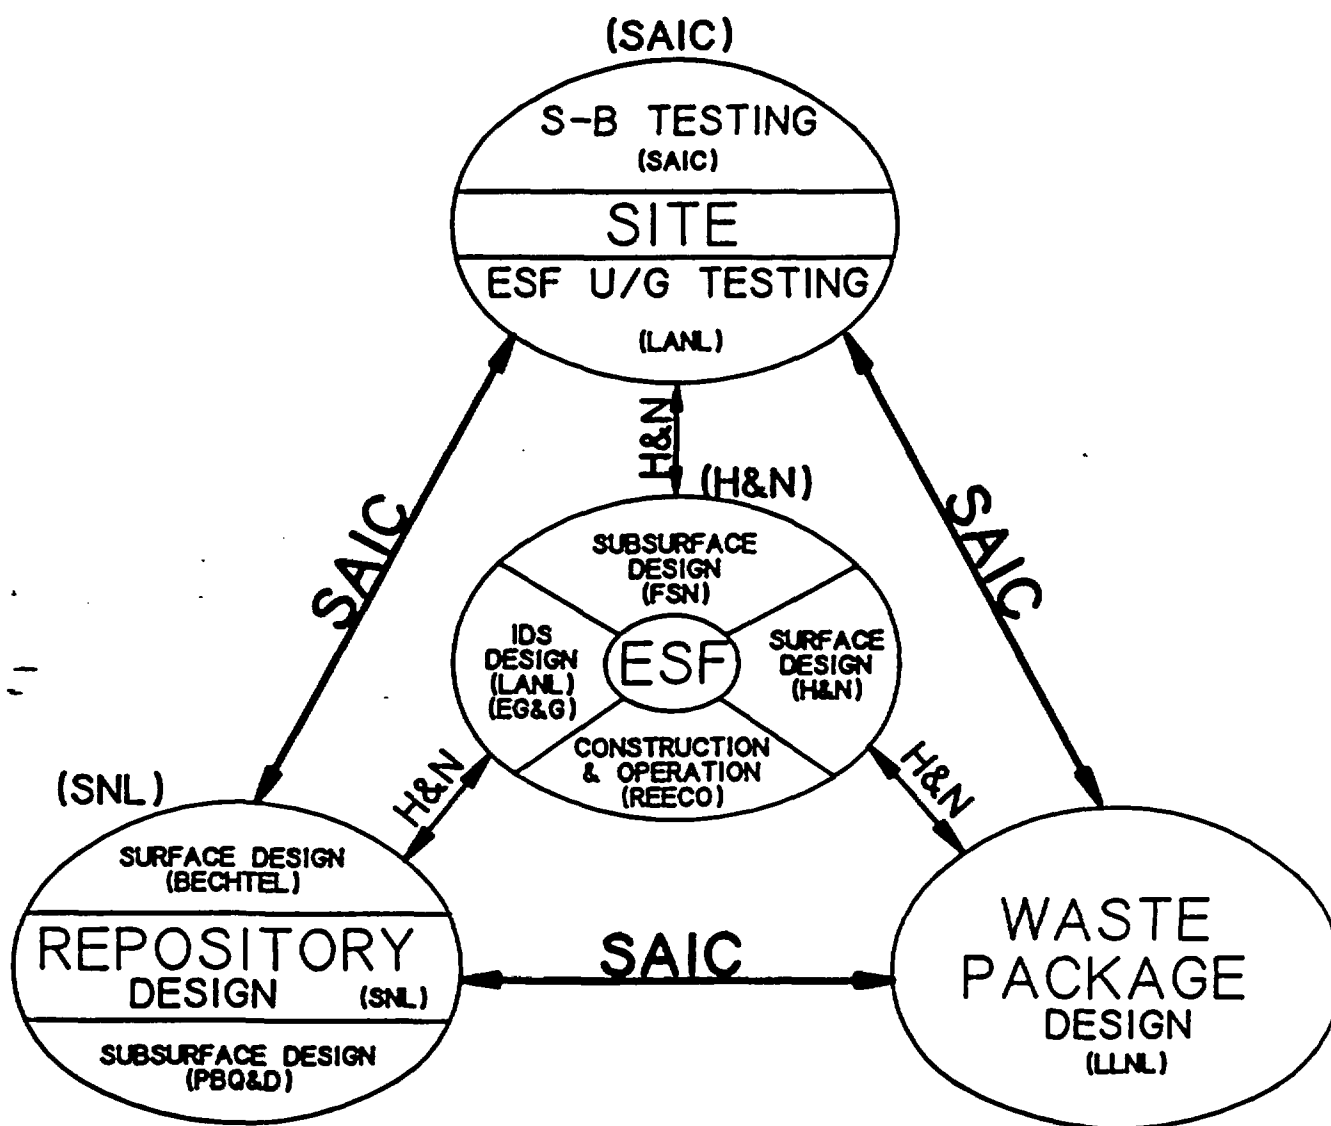 (SAIC)
S-B TESTING
(SAIC)
SITE
ESF U/G TESTING
(LANL)
H&N
(H&N)
SAIC
SAIC
SUBSURFACE
DESIGN
(FSN)
IDS
DESIGN
(LANL)
(EG&G)
ESF
SURFACE
DESIGN
(H&N)
CONSTRUCTION
& OPERATION
(REECO)
H&N
H&N
(SNL)
SURFACE DESIGN
(BECHTEL)
REPOSITORY
DESIGN (SNL)
SUBSURFACE DESIGN
(PBQ&D)
SAIC
WASTE
PACKAGE
DESIGN
(LLNL)